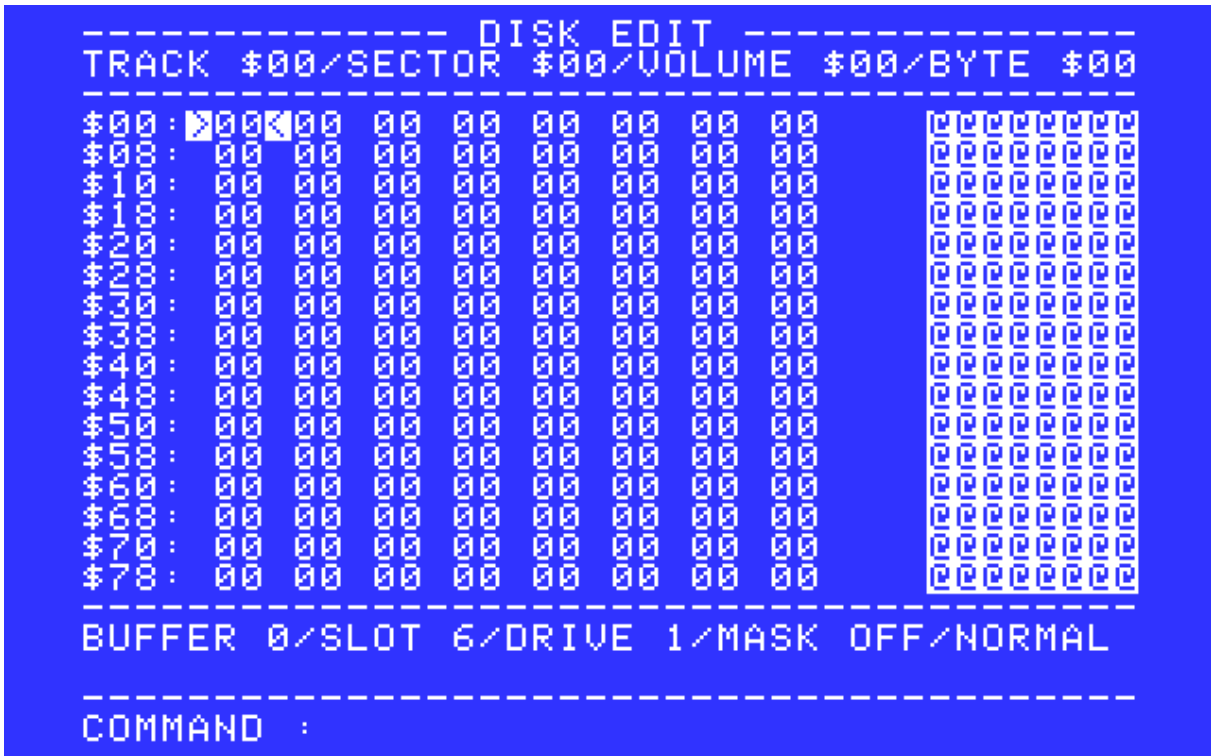 --------------- DISK EDIT ---------------
TRACK $00/SECTOR $00/VOLUME $00/BYTE $00
----------------------------------------
$00:>00<00 00 00 00 00 00 00 @@@@@@@@
$08: 00 00 00 00 00 00 00 00 @@@@@@@@
$10: 00 00 00 00 00 00 00 00 @@@@@@@@
$18: 00 00 00 00 00 00 00 00 @@@@@@@@
$20: 00 00 00 00 00 00 00 00 @@@@@@@@
$28: 00 00 00 00 00 00 00 00 @@@@@@@@
$30: 00 00 00 00 00 00 00 00 @@@@@@@@
$38: 00 00 00 00 00 00 00 00 @@@@@@@@
$40: 00 00 00 00 00 00 00 00 @@@@@@@@
$48: 00 00 00 00 00 00 00 00 @@@@@@@@
$50: 00 00 00 00 00 00 00 00 @@@@@@@@
$58: 00 00 00 00 00 00 00 00 @@@@@@@@
$60: 00 00 00 00 00 00 00 00 @@@@@@@@
$68: 00 00 00 00 00 00 00 00 @@@@@@@@
$70: 00 00 00 00 00 00 00 00 @@@@@@@@
$78: 00 00 00 00 00 00 00 00 @@@@@@@@
----------------------------------------
BUFFER 0/SLOT 6/DRIVE 1/MASK OFF/NORMAL
----------------------------------------
COMMAND :